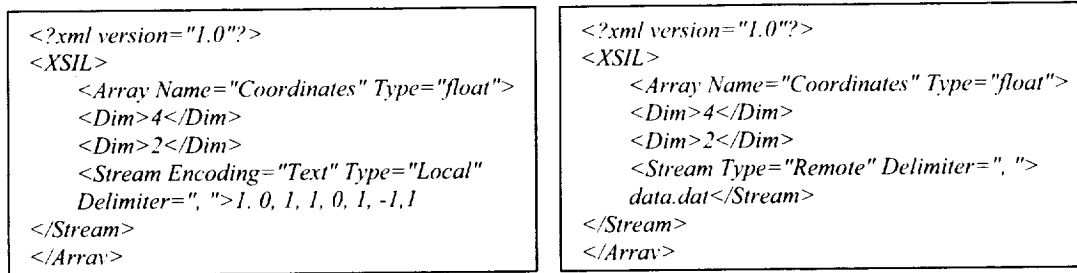 <?xml version="1.0"?>
<XSIL>
<Array Name="Coordinates" Type="float">
<Dim>4</Dim>
<Dim>2</Dim>
<Stream Encoding="Text" Type="Local"
Delimiter=", ">1. 0, 1, 1, 0, 1, -1,1
</Stream>
</Array>
<?xml version="1.0"?>
<XSIL>
<Array Name="Coordinates" Type="float">
<Dim>4</Dim>
<Dim>2</Dim>
<Stream Type="Remote" Delimiter=", ">
data.dat</Stream>
</Stream>
</Array>